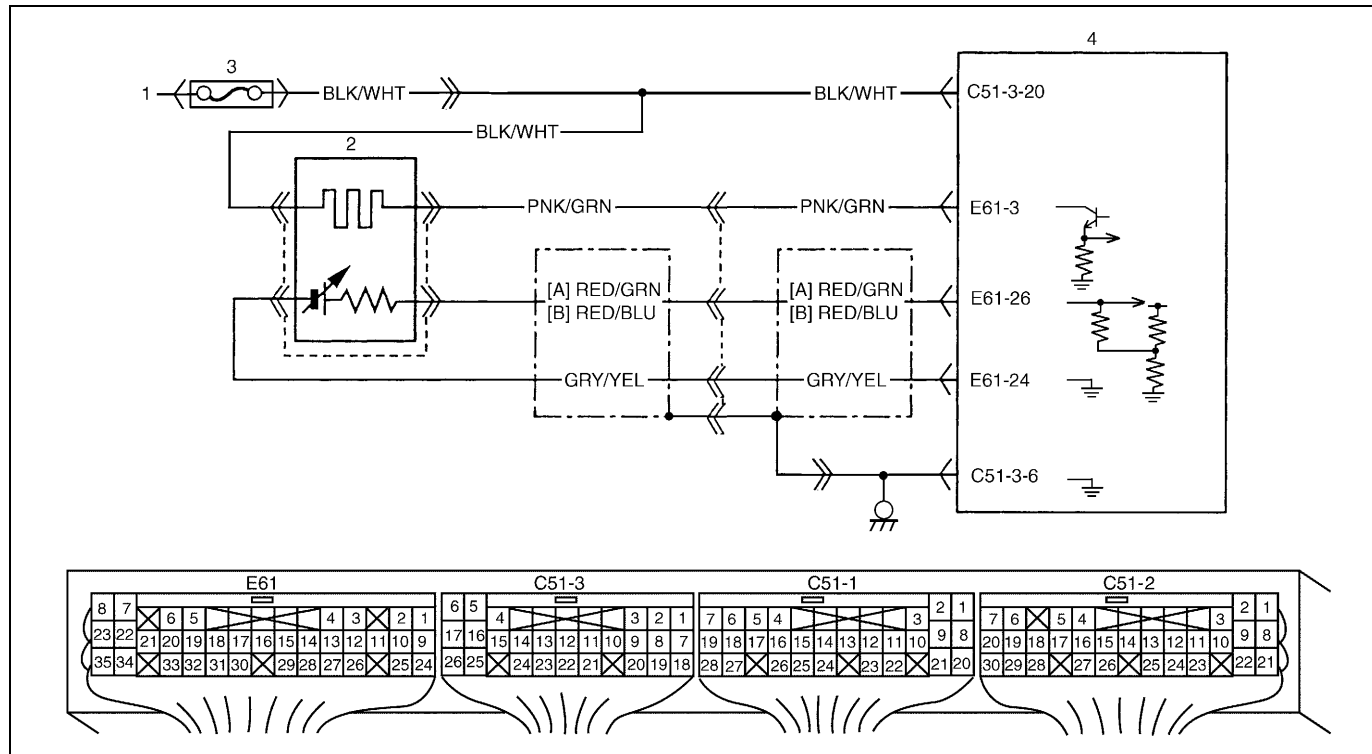 4
3
1 BLK/WHT BLK/WHT C51-3-20
BLK/WHT
2
PNK/GRN PNK/GRN E61-3
[A] RED/GRN [A] RED/GRN E61-26
[B] RED/BLU [B] RED/BLU
GRY/YEL GRY/YEL E61-24
C51-3-6
E61 C51-3 C51-1 C51-2
8 7 6 5 4 3 2 1 6 5 4 3 2 1 7 6 5 4 3 2 1 7 6 5 4 3 2 1
23 22 21 20 19 18 17 16 15 14 13 12 11 10 9 17 16 15 14 13 12 11 10 9 8 7 19 18 17 16 15 14 13 12 11 10 9 8 20 19 18 17 16 15 14 13 12 11 10 9 8
35 34 33 32 31 30 29 28 27 26 25 24 26 25 24 23 22 21 20 19 18 28 27 26 25 24 23 22 21 20 30 29 28 27 26 25 24 23 22 21